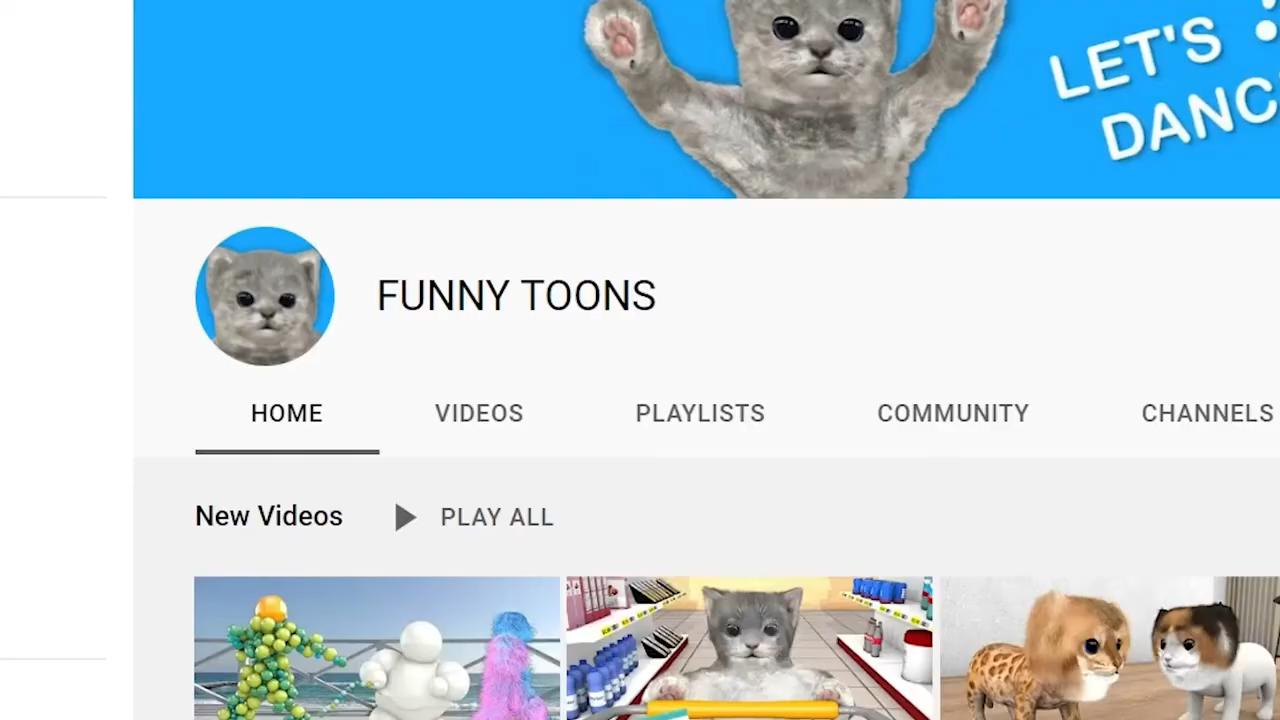 LET'S
DANC
FUNNY TOONS
HOME VIDEOS PLAYLISTS COMMUNITY CHANNELS
New Videos PLAY ALL